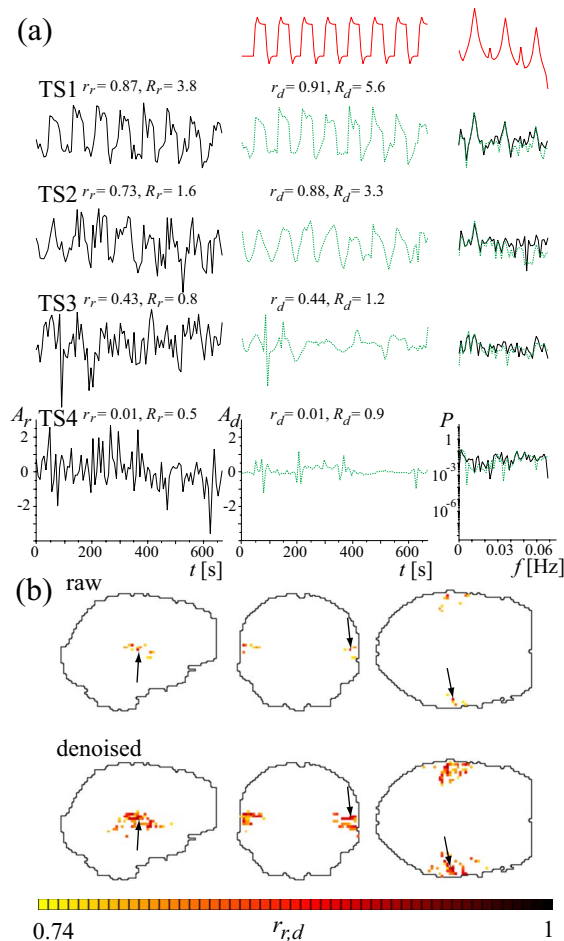 (a)
TS1 r_r = 0.87, R_r = 3.8 r_d = 0.91, R_d = 5.6
TS2 r_r = 0.73, R_r = 1.6 r_d = 0.88, R_d = 3.3
TS3 r_r = 0.43, R_r = 0.8 r_d = 0.44, R_d = 1.2
A_r TS4 r_r = 0.01, R_r = 0.5 A_d r_d = 0.01, R_d = 0.9 P
2 2 1
0 0 10^-3
-2 -2 10^-6
0 200 400 600 0 200 400 600 0 0.03 0.06
t [s] t [s] f [Hz]
(b)
raw
denoised
0.74 r_r,d 1